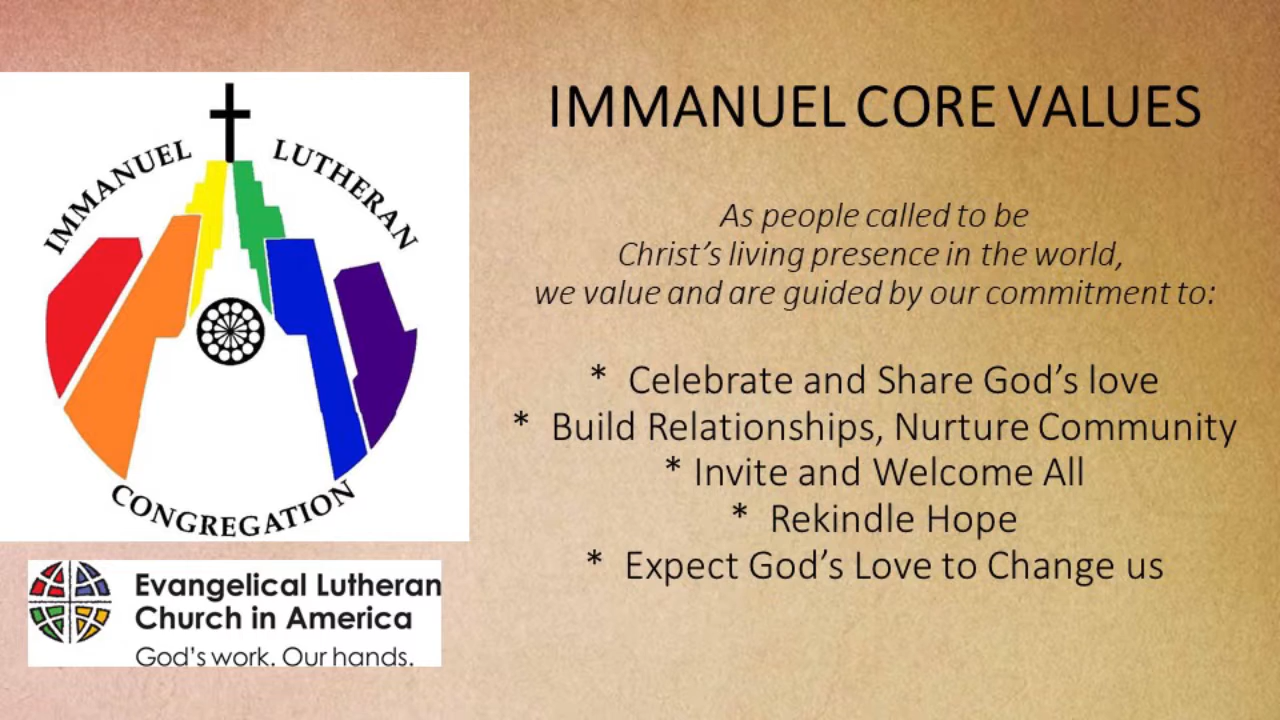 IMMANUEL LUTHERAN
CONGREGATION
Evangelical Lutheran
Church in America
God's work. Our hands.
IMMANUEL CORE VALUES
As people called to be
Christ’s living presence in the world,
we value and are guided by our commitment to:
* Celebrate and Share God’s love
* Build Relationships, Nurture Community
* Invite and Welcome All
* Rekindle Hope
* Expect God’s Love to Change us